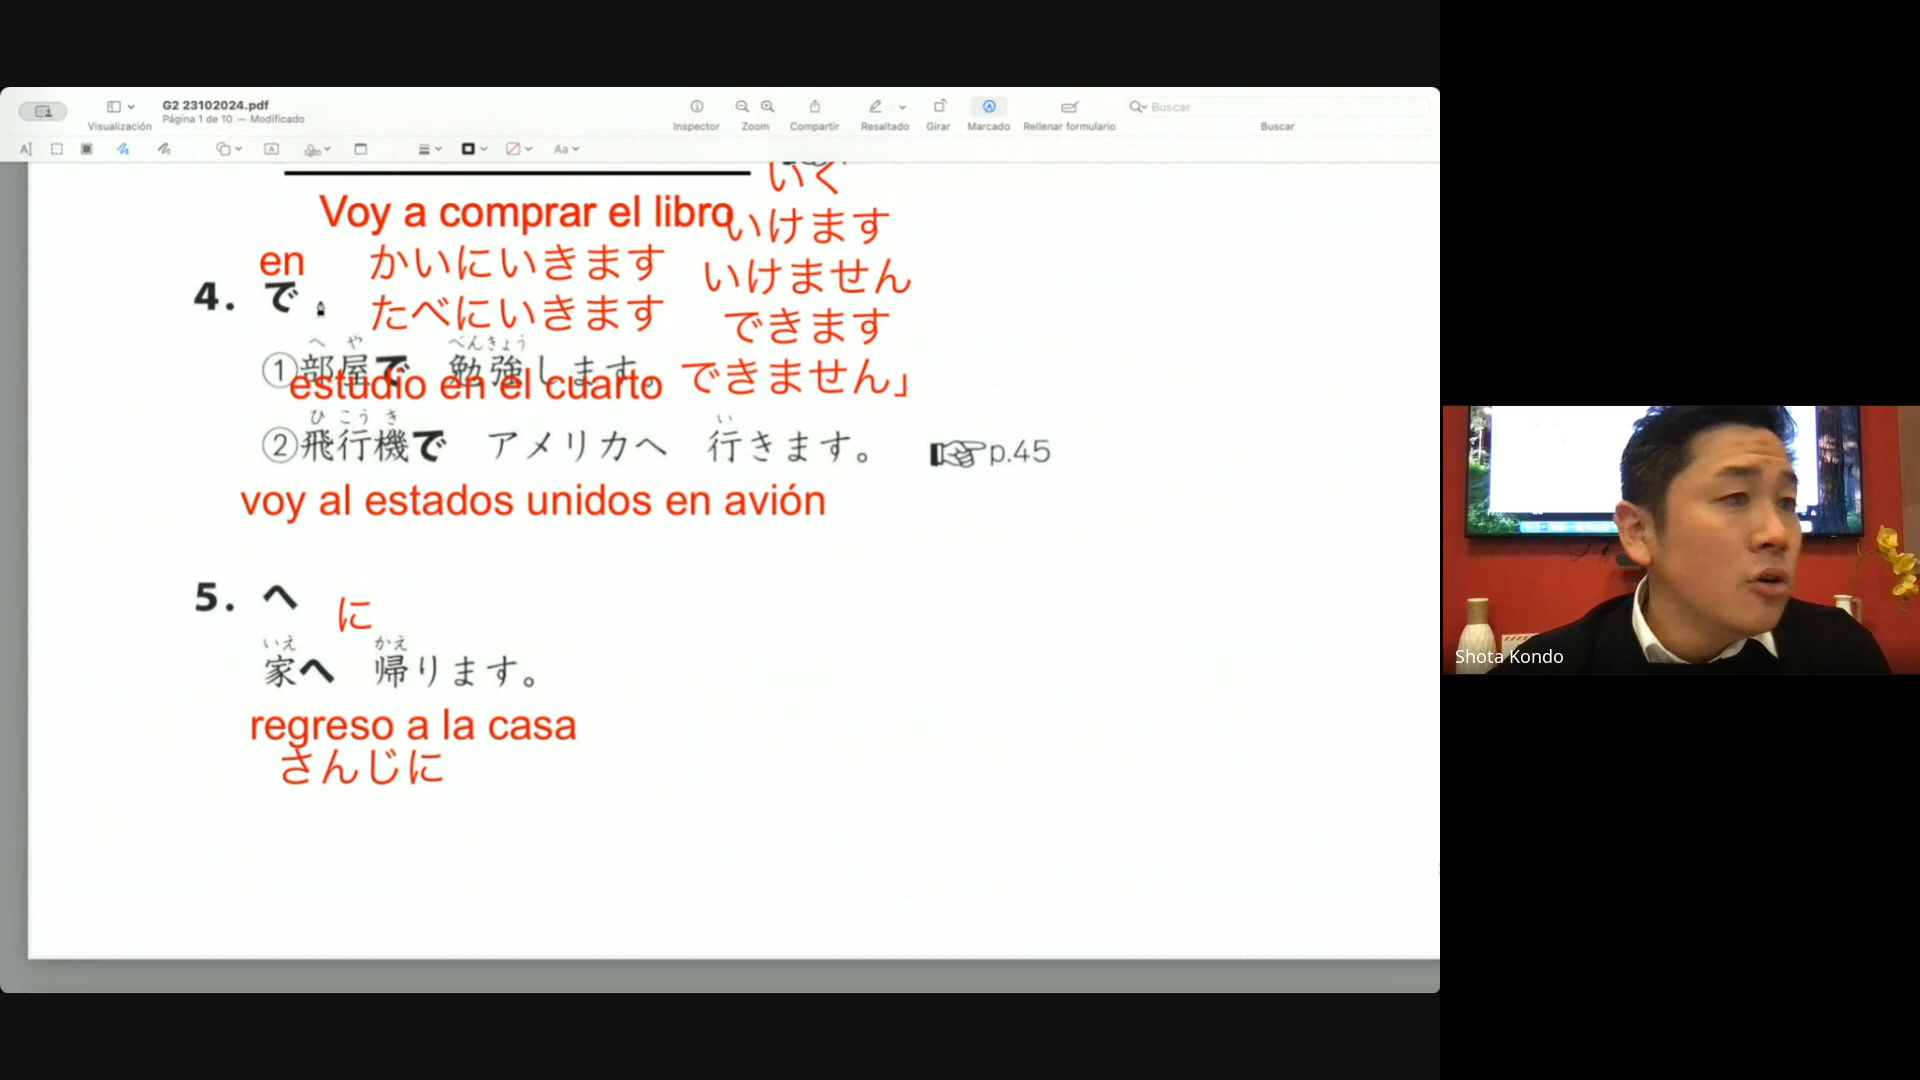 G2 23102024.pdf
Página 1 de 10 — Modificado
Visualización
Inspector
Zoom
Compartir
Resaltado
Girar
Marcado
Rellenar formulario
Buscar
Buscar
Aa
いく
Voy a comprar el libro
いけます
en
かいにいきます
いけません
4. で
たべにいきます
できます
へや べんきょう
①部屋で 勉強します。
estudio en el cuarto
できません」
ひこうき い
②飛行機で アメリカへ 行きます。 p.45
voy al estados unidos en avión
5. へ
に
いえ かえ
家へ 帰ります。
regreso a la casa
さんじに
Shota Kondo